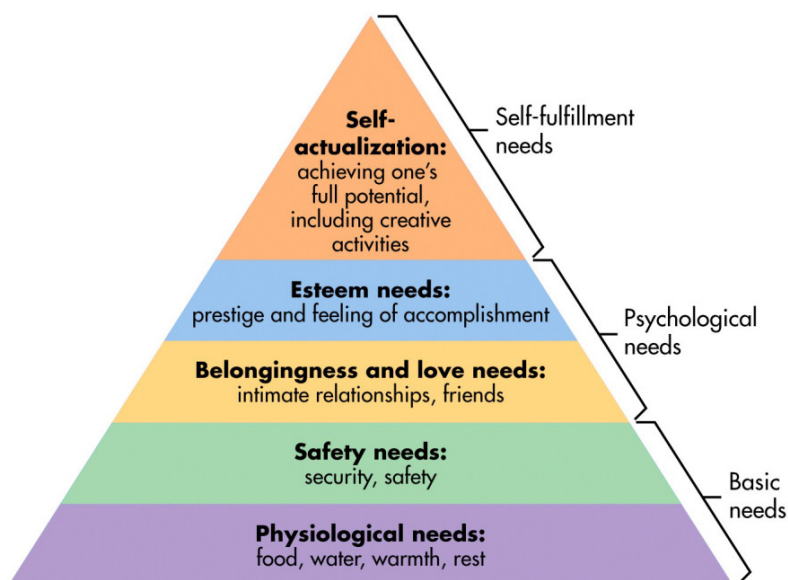 Self-
actualization:
achieving one's
full potential,
including creative
activities
Self-fulfillment
needs
Esteem needs:
prestige and feeling of accomplishment
Psychological
needs
Belongingness and love needs:
intimate relationships, friends
Safety needs:
security, safety
Basic
needs
Physiological needs:
food, water, warmth, rest